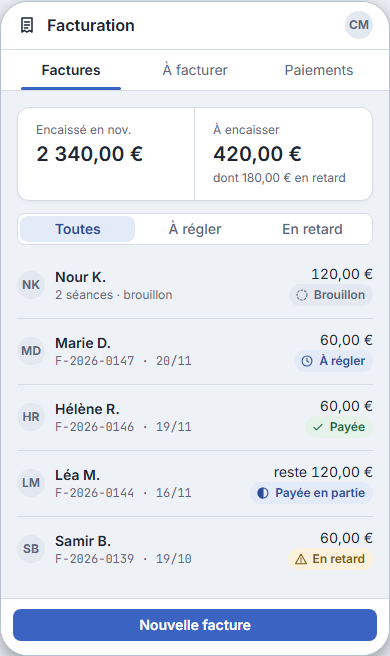 Facturation
CM
Factures
À facturer
Paiements
Encaissé en nov.
2 340,00 €
À encaisser
420,00 €
dont 180,00 € en retard
Toutes
À régler
En retard
NK
Nour K.
2 séances · brouillon
120,00 €
Brouillon
MD
Marie D.
F-2026-0147 · 20/11
60,00 €
À régler
HR
Hélène R.
F-2026-0146 · 19/11
60,00 €
Payée
LM
Léa M.
F-2026-0144 · 16/11
reste 120,00 €
Payée en partie
SB
Samir B.
F-2026-0139 · 19/10
60,00 €
En retard
Nouvelle facture